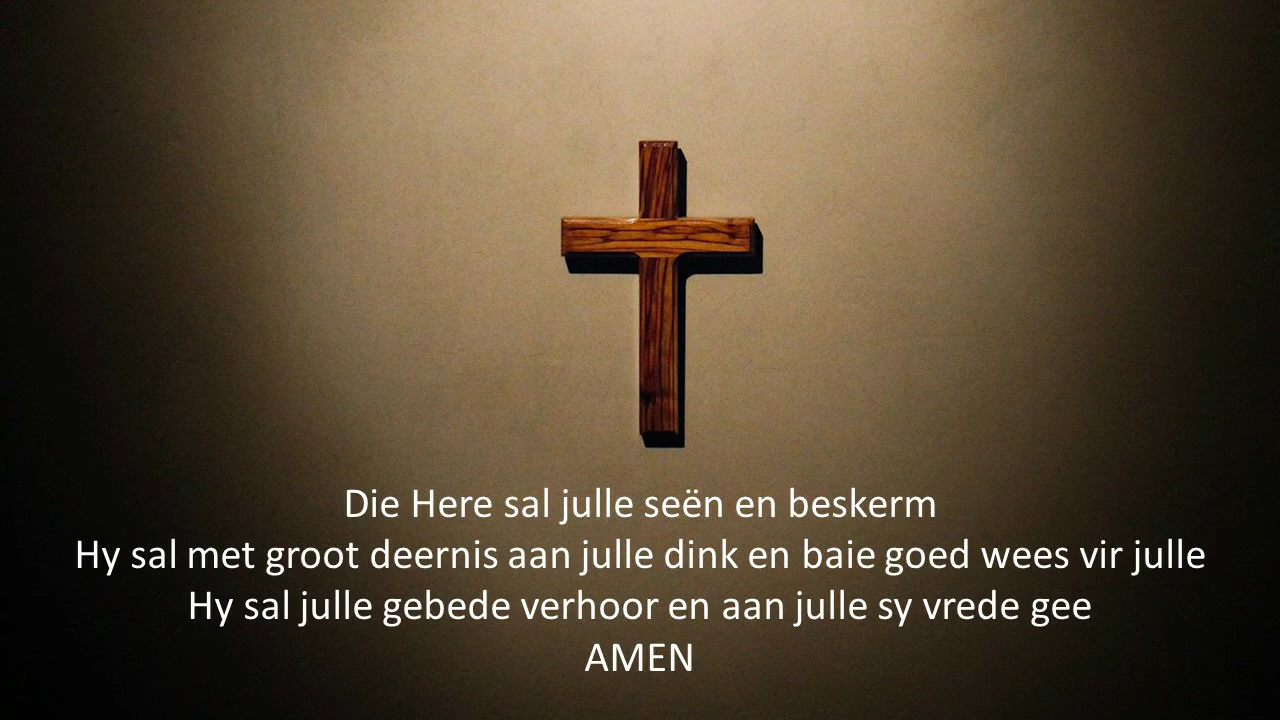 Die Here sal julle seën en beskerm
Hy sal met groot deernis aan julle dink en baie goed wees vir julle
Hy sal julle gebede verhoor en aan julle sy vrede gee
AMEN